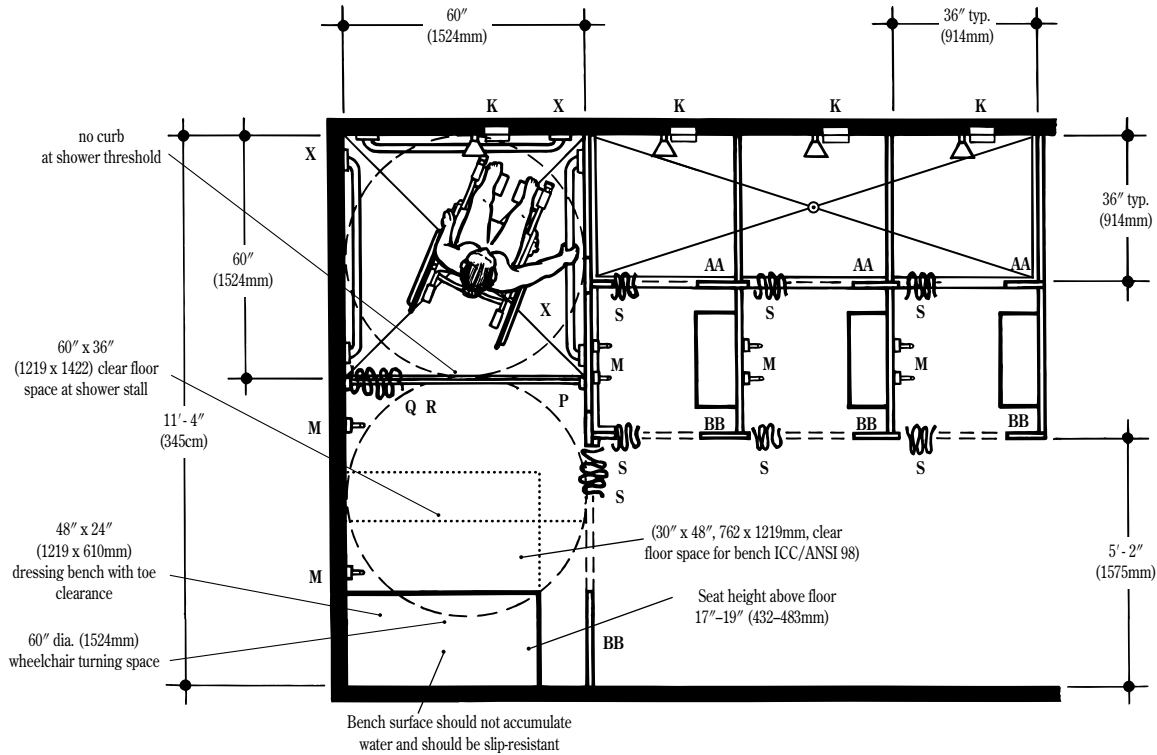 60″
(1524mm)
36″ typ.
(914mm)
K
X
K
K
K
no curb
at shower threshold
X
36″ typ.
(914mm)
60″
(1524mm)
AA
AA
AA
X
S
S
S
60″ x 36″
(1219 x 1422) clear floor
space at shower stall
M
M
M
Q R
P
11′- 4″
(345cm)
M
BB
BB
BB
S
S
S
S
48″ x 24″
(1219 x 610mm)
dressing bench with toe
clearance
(30″ x 48″, 762 x 1219mm, clear
floor space for bench ICC/ANSI 98)
5′- 2″
(1575mm)
M
Seat height above floor
17″–19″ (432–483mm)
60″ dia. (1524mm)
wheelchair turning space
BB
Bench surface should not accumulate
water and should be slip-resistant